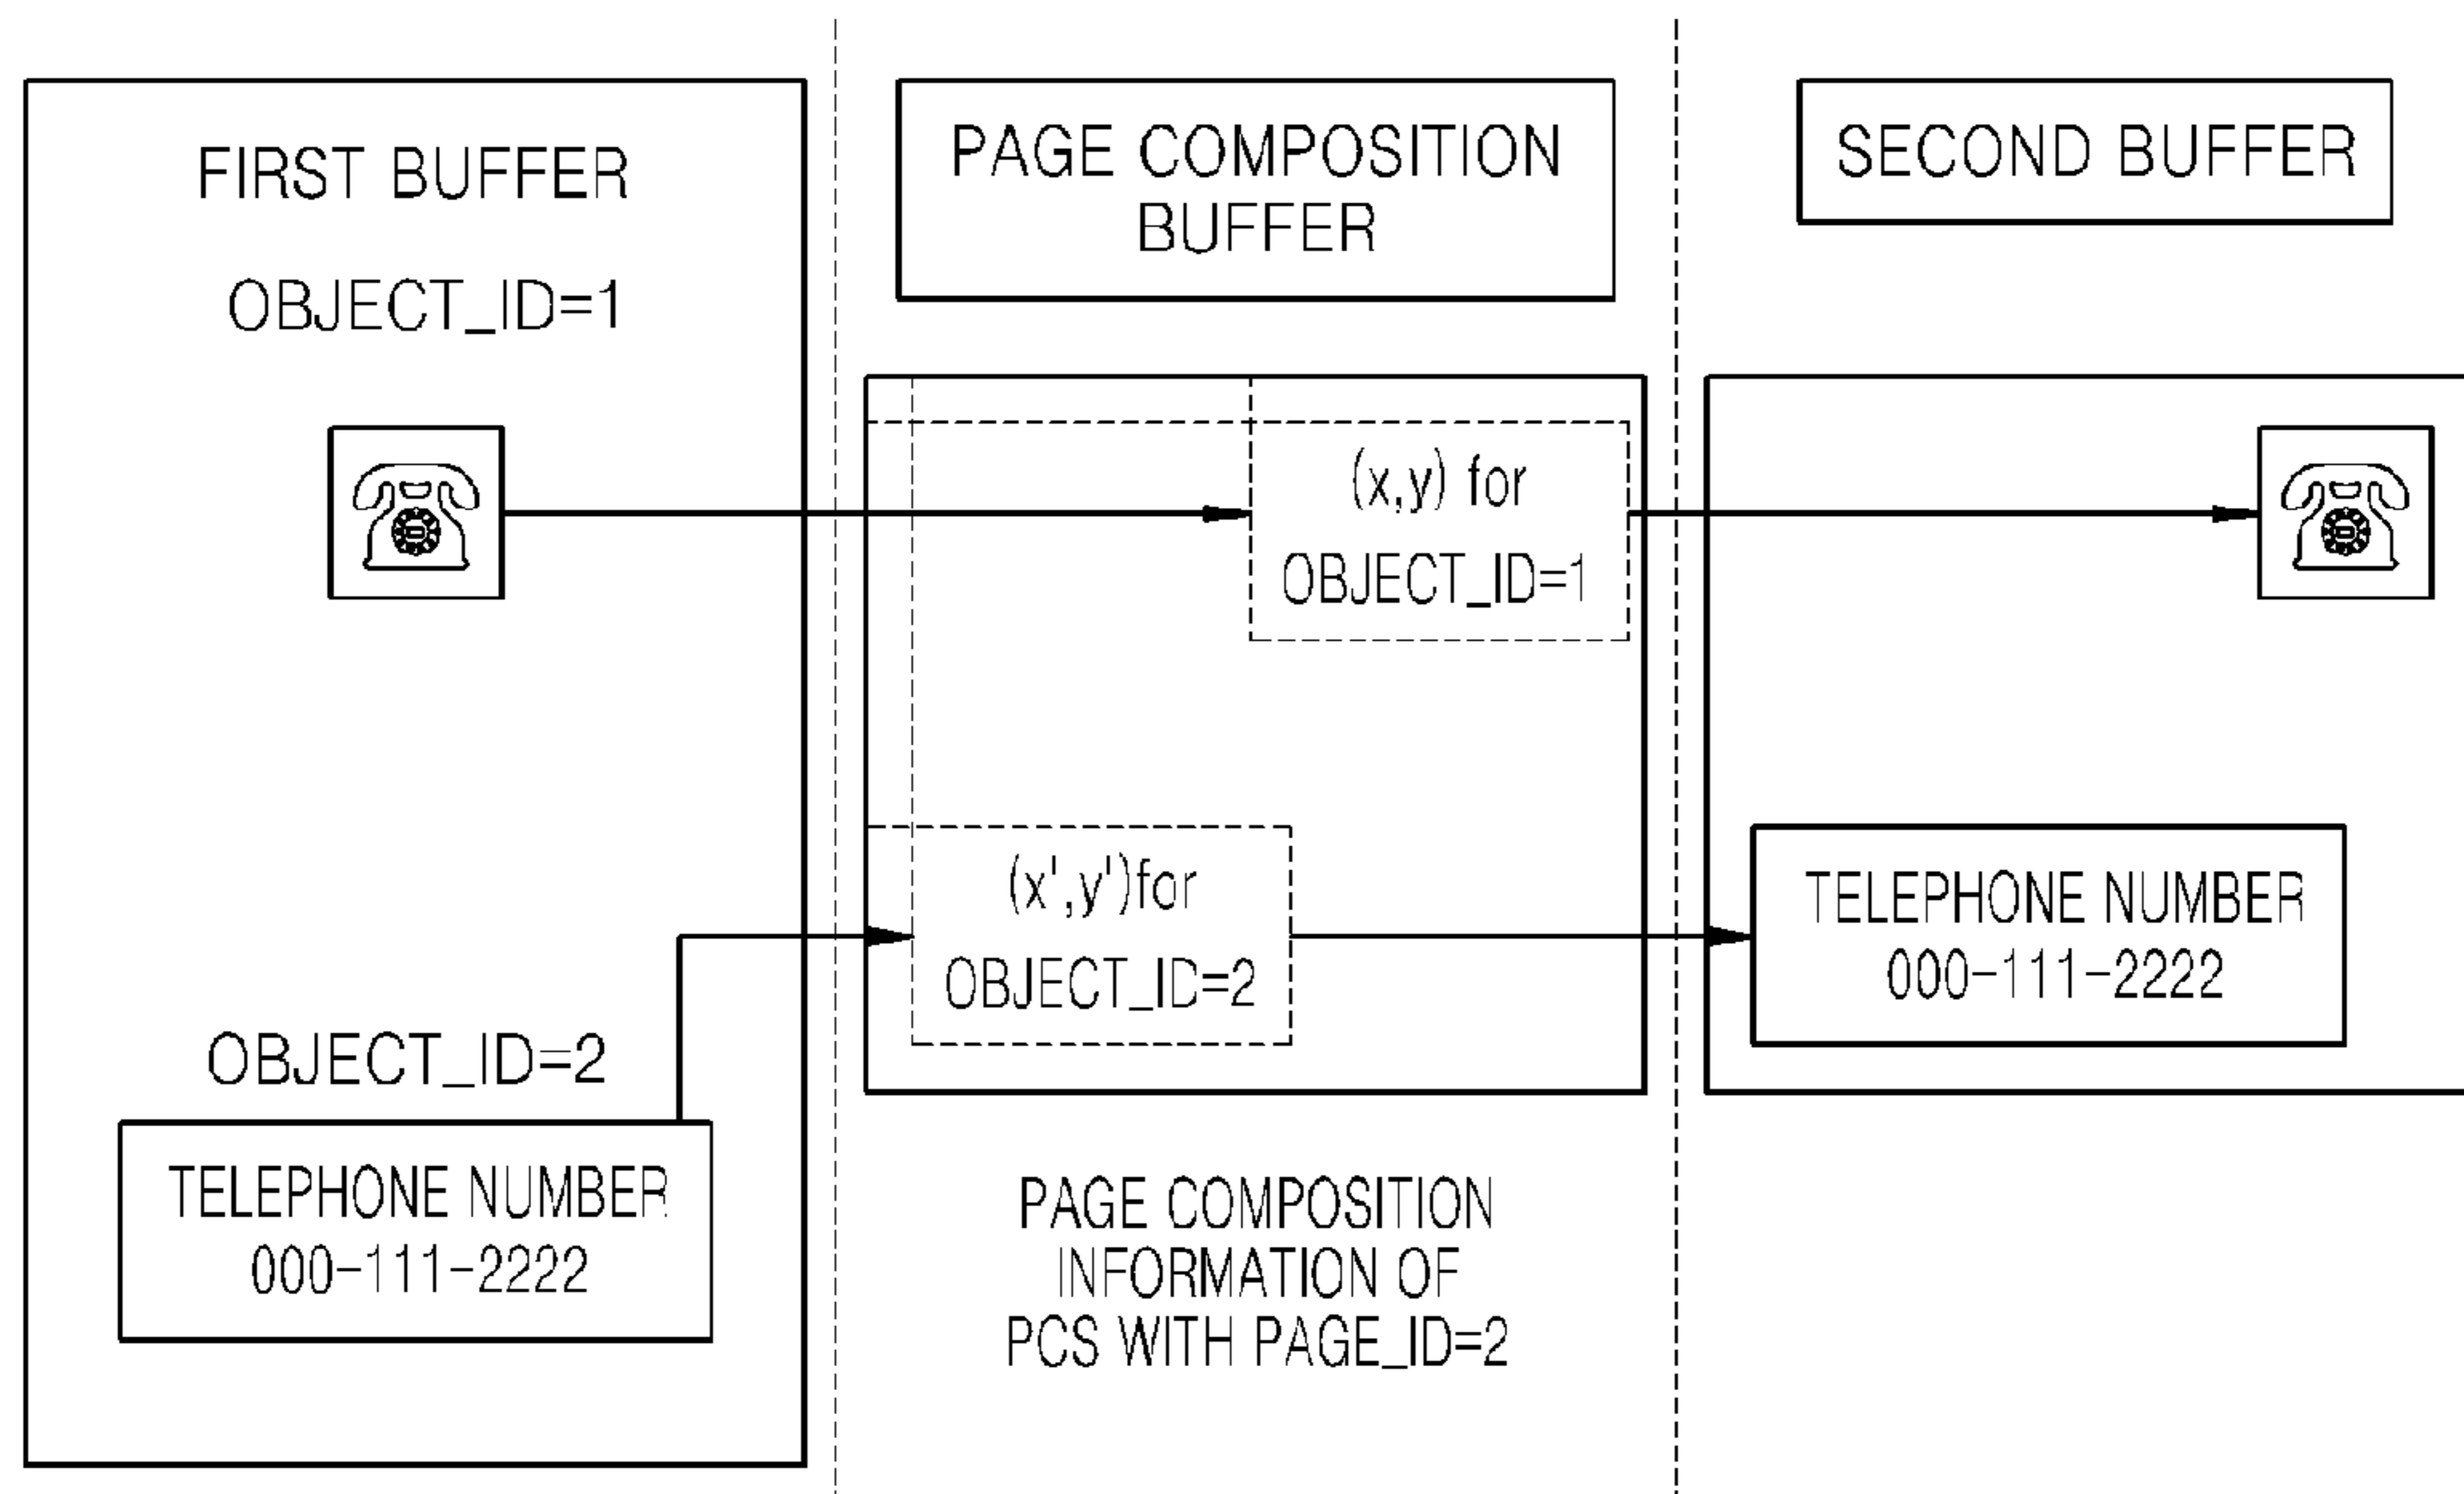 FIRST BUFFER
OBJECT_ID=1
OBJECT_ID=2
TELEPHONE NUMBER
000-111-2222
PAGE COMPOSITION
BUFFER
(x,y) for
OBJECT_ID=1
(x',y')for
OBJECT_ID=2
PAGE COMPOSITION
INFORMATION OF
PCS WITH PAGE_ID=2
SECOND BUFFER
TELEPHONE NUMBER
000-111-2222